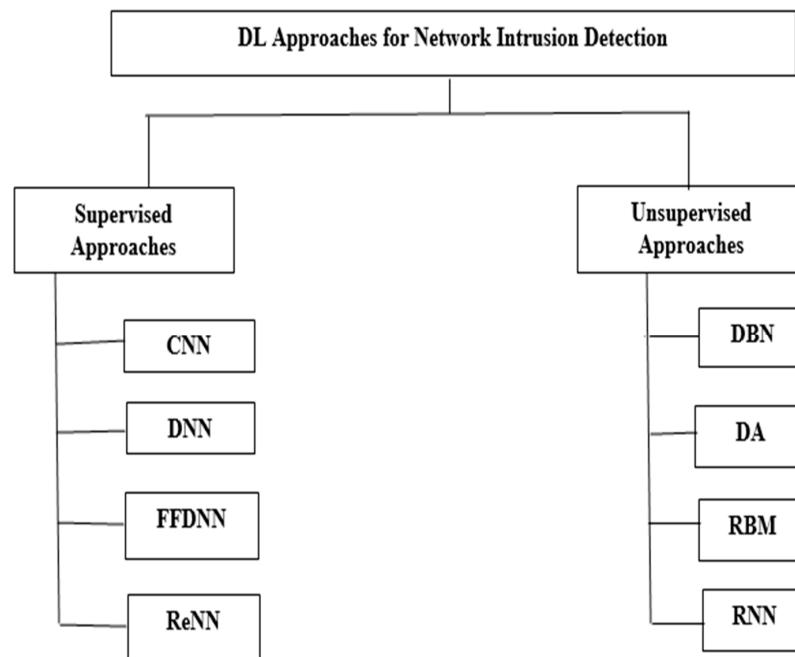 DL Approaches for Network Intrusion Detection
Supervised
Approaches
CNN
DNN
FFDNN
ReNN
Unsupervised
Approaches
DBN
DA
RBM
RNN